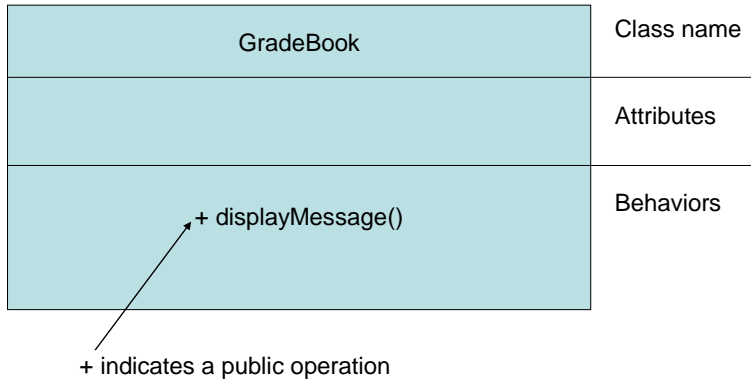 GradeBook
Class name
Attributes
+ displayMessage()
Behaviors
+ indicates a public operation